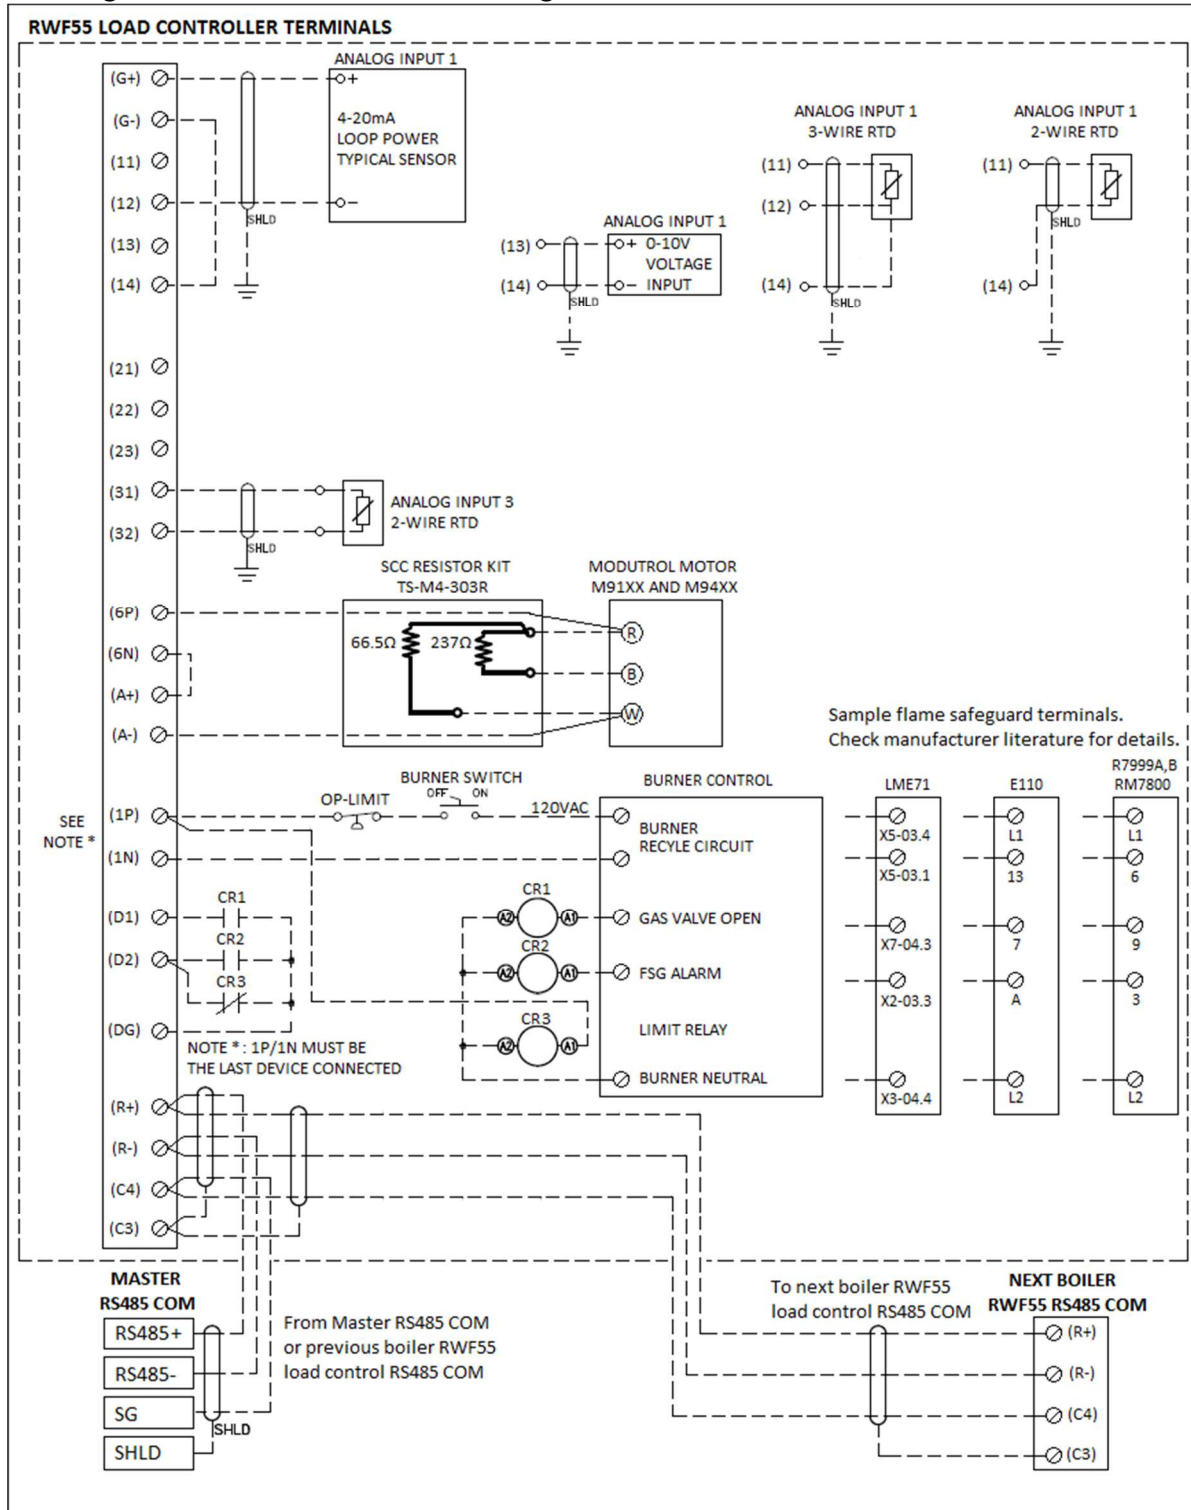 RWF55 LOAD CONTROLLER TERMINALS
(G+)
(G-)
(11)
(12)
(13)
(14)
(21)
(22)
(23)
(31)
(32)
(6P)
(6N)
(A+)
(A-)
(1P)
(1N)
(D1)
(D2)
(DG)
(R+)
(R-)
(C4)
(C3)
SEE
NOTE *
ANALOG INPUT 1
+
4-20mA
LOOP POWER
TYPICAL SENSOR
-
SHLD
ANALOG INPUT 1
(13) + 0-10V
VOLTAGE
(14) - INPUT
SHLD
ANALOG INPUT 1
3-WIRE RTD
(11)
(12)
(14)
SHLD
ANALOG INPUT 1
2-WIRE RTD
(11)
SHLD
(14)
ANALOG INPUT 3
2-WIRE RTD
SHLD
SCC RESISTOR KIT
TS-M4-303R
66.5Ω 237Ω
MODUTROL MOTOR
M91XX AND M94XX
R
B
W
Sample flame safeguard terminals.
Check manufacturer literature for details.
OP-LIMIT
BURNER SWITCH
OFF ON
120VAC
BURNER CONTROL
BURNER
RECYLE CIRCUIT
GAS VALVE OPEN
FSG ALARM
LIMIT RELAY
BURNER NEUTRAL
CR1
CR2
CR3
CR1
A2 A1
CR2
A2 A1
CR3
A2 A1
NOTE * : 1P/1N MUST BE
THE LAST DEVICE CONNECTED
LME71
X5-03.4
X5-03.1
X7-04.3
X2-03.3
X3-04.4
E110
L1
13
7
A
L2
R7999A,B
RM7800
L1
6
9
3
L2
MASTER
RS485 COM
RS485+
RS485-
SG
SHLD
SHLD
From Master RS485 COM
or previous boiler RWF55
load control RS485 COM
To next boiler RWF55
load control RS485 COM
NEXT BOILER
RWF55 RS485 COM
(R+)
(R-)
(C4)
(C3)